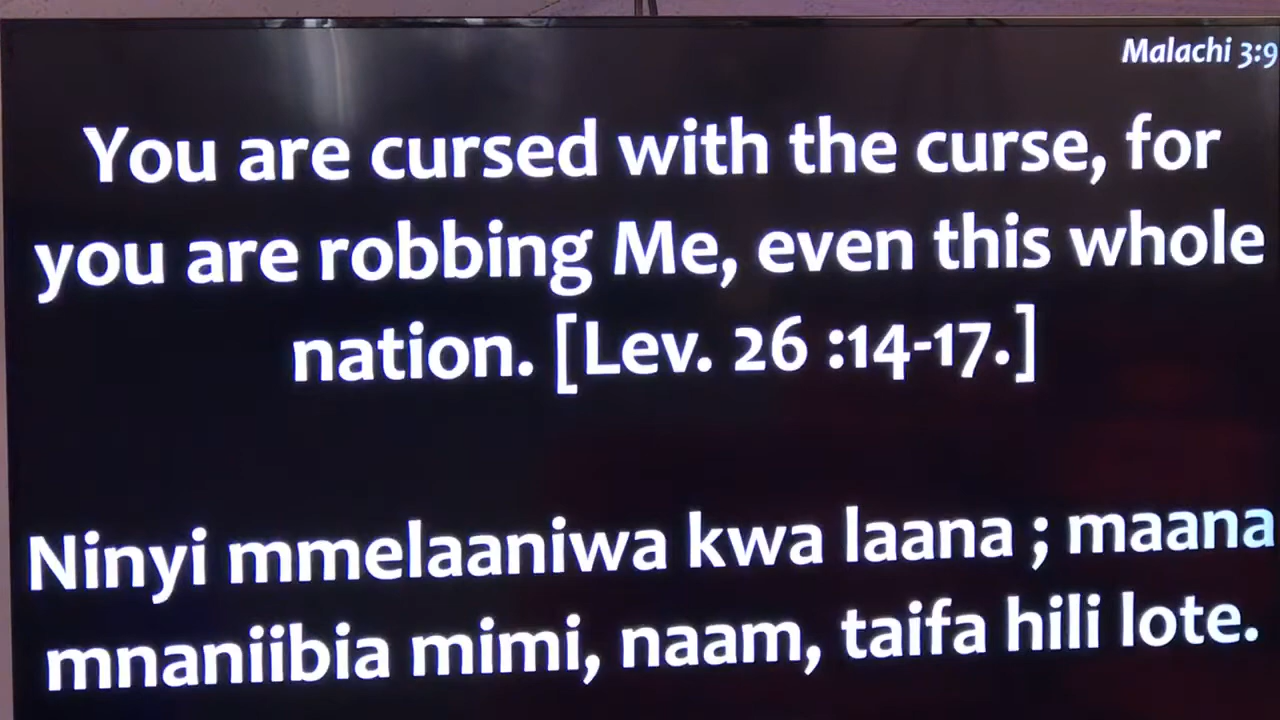 Malachi 3:9
You are cursed with the curse, for
you are robbing Me, even this whole
nation. [Lev. 26 :14-17.]
Ninyi mmelaaniwa kwa laana ; maana
mnaniibia mimi, naam, taifa hili lote.